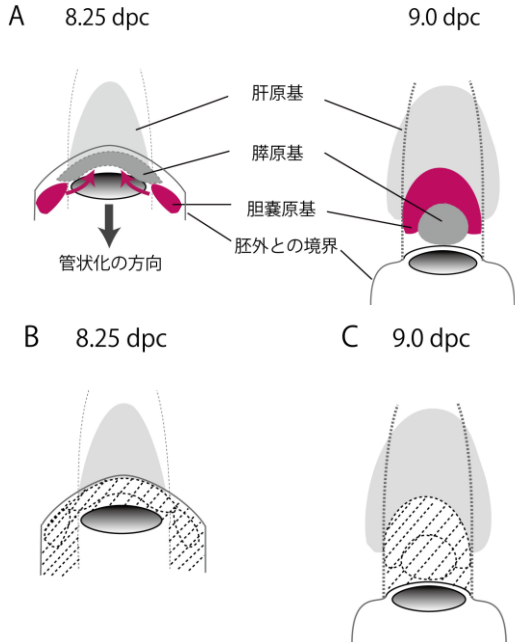 A 8.25 dpc 9.0 dpc
肝原基
膵原基
胆嚢原基
胚外との境界
管状化の方向
B 8.25 dpc C 9.0 dpc